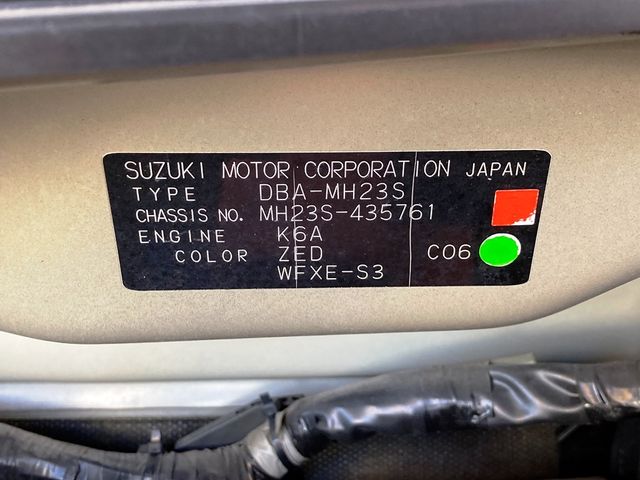 SUZUKI MOTOR CORPORATION JAPAN
TYPE DBA-MH23S
CHASSIS NO. MH23S-435761
ENGINE K6A
COLOR ZED C06
WFXE-S3